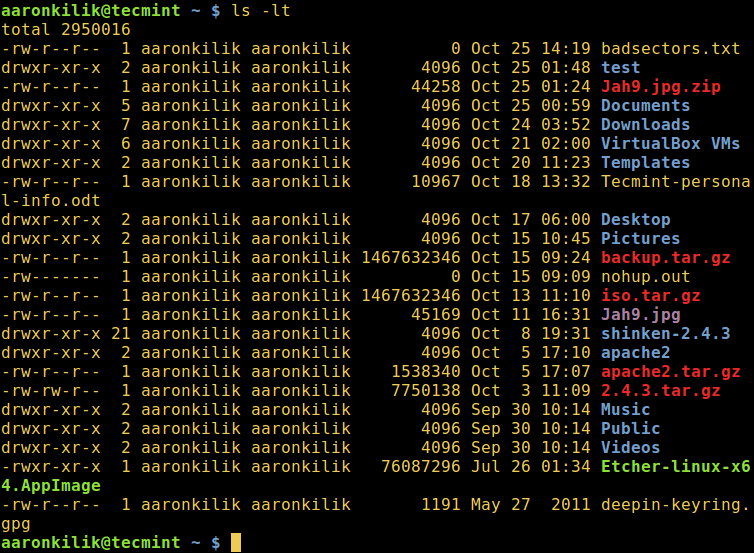 aaronkilik@tecmint ~ $ ls -lt
total 2950016
-rw-r--r--  1 aaronkilik aaronkilik          0 Oct 25 14:19 badsectors.txt
drwxr-xr-x  2 aaronkilik aaronkilik       4096 Oct 25 01:48 test
-rw-r--r--  1 aaronkilik aaronkilik      44258 Oct 25 01:24 Jah9.jpg.zip
drwxr-xr-x  5 aaronkilik aaronkilik       4096 Oct 25 00:59 Documents
drwxr-xr-x  7 aaronkilik aaronkilik       4096 Oct 24 03:52 Downloads
drwxr-xr-x  6 aaronkilik aaronkilik       4096 Oct 21 02:00 VirtualBox VMs
drwxr-xr-x  2 aaronkilik aaronkilik       4096 Oct 20 11:23 Templates
-rw-r--r--  1 aaronkilik aaronkilik      10967 Oct 18 13:32 Tecmint-persona
l-info.odt
drwxr-xr-x  2 aaronkilik aaronkilik       4096 Oct 17 06:00 Desktop
drwxr-xr-x  2 aaronkilik aaronkilik       4096 Oct 15 10:45 Pictures
-rw-r--r--  1 aaronkilik aaronkilik 1467632346 Oct 15 09:24 backup.tar.gz
-rw-------  1 aaronkilik aaronkilik          0 Oct 15 09:09 nohup.out
-rw-r--r--  1 aaronkilik aaronkilik 1467632346 Oct 13 11:10 iso.tar.gz
-rw-r--r--  1 aaronkilik aaronkilik      45169 Oct 11 16:31 Jah9.jpg
drwxr-xr-x 21 aaronkilik aaronkilik       4096 Oct  8 19:31 shinken-2.4.3
drwxr-xr-x  2 aaronkilik aaronkilik       4096 Oct  5 17:10 apache2
-rw-r--r--  1 aaronkilik aaronkilik    1538340 Oct  5 17:07 apache2.tar.gz
-rw-rw-r--  1 aaronkilik aaronkilik    7750138 Oct  3 11:09 2.4.3.tar.gz
drwxr-xr-x  2 aaronkilik aaronkilik       4096 Sep 30 10:14 Music
drwxr-xr-x  2 aaronkilik aaronkilik       4096 Sep 30 10:14 Public
drwxr-xr-x  2 aaronkilik aaronkilik       4096 Sep 30 10:14 Videos
-rwxr-xr-x  1 aaronkilik aaronkilik   76087296 Jul 26 01:34 Etcher-linux-x6
4.AppImage
-rw-r--r--  1 aaronkilik aaronkilik       1191 May 27  2011 deepin-keyring.
gpg
aaronkilik@tecmint ~ $